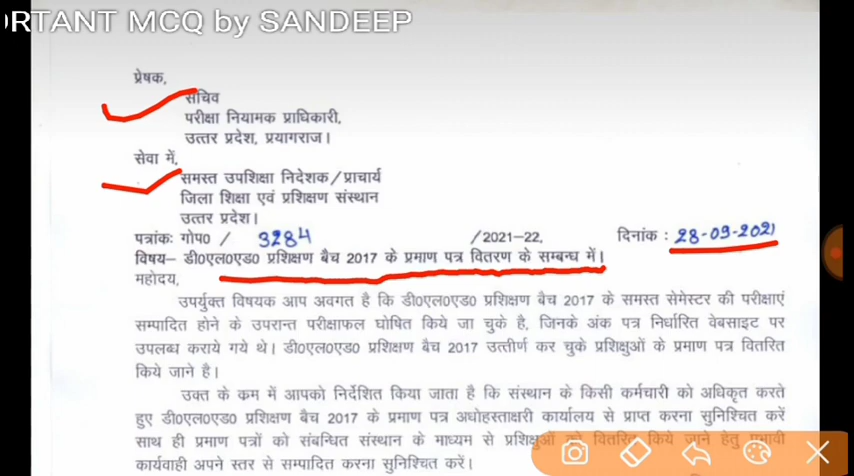 ORTANT MCQ by SANDEEP
प्रेषक,
सचिव
परीक्षा नियामक प्राधिकारी,
उत्तर प्रदेश, प्रयागराज।
सेवा में,
समस्त उपशिक्षा निदेशक/प्राचार्य
जिला शिक्षा एवं प्रशिक्षण संस्थान
उत्तर प्रदेश।
पत्रांकः गोप0 / 3284 /2021-22, दिनांक : 28-09-2021
विषय– डी0एल0एड0 प्रशिक्षण बैच 2017 के प्रमाण पत्र वितरण के सम्बन्ध में।
महोदय,
उपर्युक्त विषयक आप अवगत है कि डी0एल0एड0 प्रशिक्षण बैच 2017 के समस्त सेमेस्टर की परीक्षाएं
सम्पादित होने के उपरान्त परीक्षाफल घोषित किये जा चुके है, जिनके अंक पत्र निर्धारित वेबसाइट पर
उपलब्ध कराये गये थे। डी0एल0एड0 प्रशिक्षण बैच 2017 उत्तीर्ण कर चुके प्रशिक्षुओं के प्रमाण पत्र वितरित
किये जाने है।
उक्त के क्रम में आपको निर्देशित किया जाता है कि संस्थान के किसी कर्मचारी को अधिकृत करते
हुए डी0एल0एड0 प्रशिक्षण बैच 2017 के प्रमाण पत्र अधोहस्ताक्षरी कार्यालय से प्राप्त करना सुनिश्चित करें
साथ ही प्रमाण पत्रों को संबन्धित संस्थान के माध्यम से प्रशिक्षुओं को वितरित किये जाने हेतु प्रभावी
कार्यवाही अपने स्तर से सम्पादित करना सुनिश्चित करें।